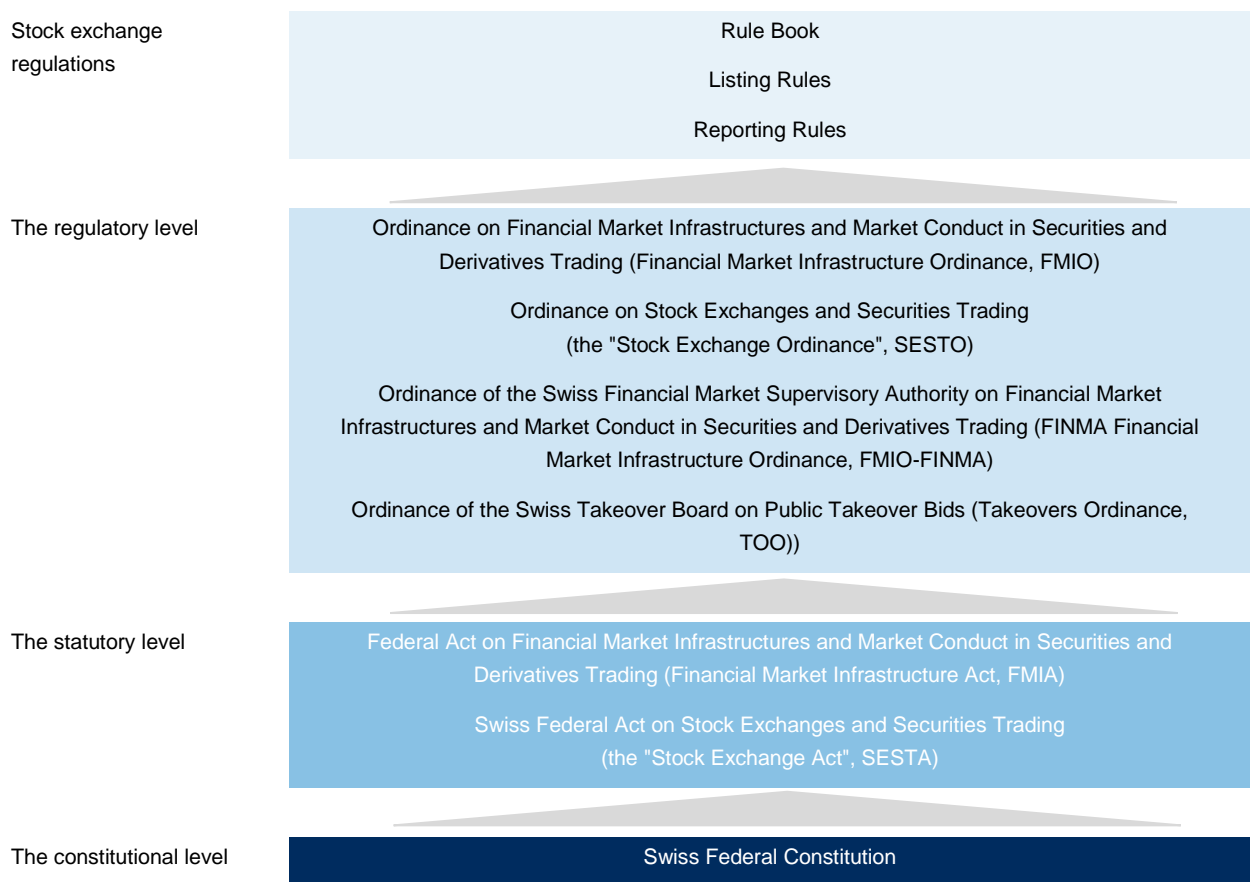 Stock exchange
regulations
Rule Book
Listing Rules
Reporting Rules
The regulatory level
Ordinance on Financial Market Infrastructures and Market Conduct in Securities and
Derivatives Trading (Financial Market Infrastructure Ordinance, FMIO)
Ordinance on Stock Exchanges and Securities Trading
(the "Stock Exchange Ordinance", SESTO)
Ordinance of the Swiss Financial Market Supervisory Authority on Financial Market
Infrastructures and Market Conduct in Securities and Derivatives Trading (FINMA Financial
Market Infrastructure Ordinance, FMIO-FINMA)
Ordinance of the Swiss Takeover Board on Public Takeover Bids (Takeovers Ordinance,
TOO))
The statutory level
Federal Act on Financial Market Infrastructures and Market Conduct in Securities and
Derivatives Trading (Financial Market Infrastructure Act, FMIA)
Swiss Federal Act on Stock Exchanges and Securities Trading
(the "Stock Exchange Act", SESTA)
The constitutional level
Swiss Federal Constitution